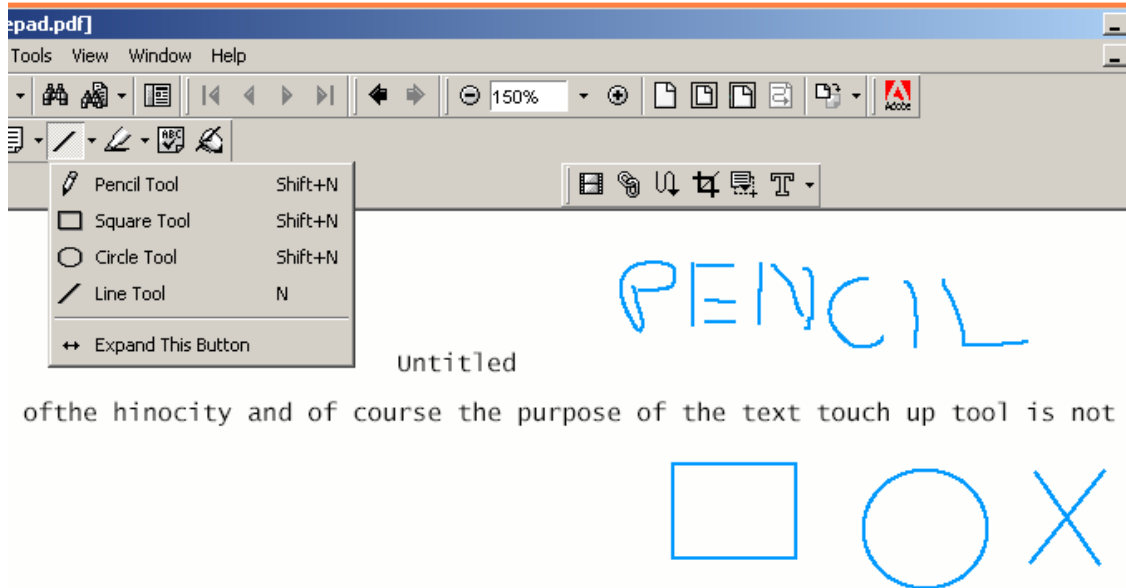 epad.pdf]
Tools View Window Help
150%
Adobe
ABC
Pencil Tool Shift+N
Square Tool Shift+N
Circle Tool Shift+N
Line Tool N
Expand This Button
PENCIL
Untitled
ofthe hinocity and of course the purpose of the text touch up tool is not